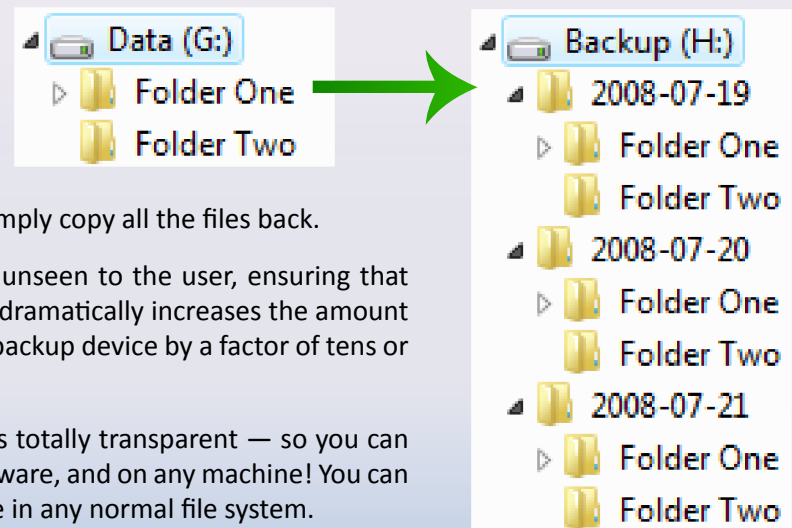 Data (G:)
Folder One
Folder Two
Backup (H:)
2008-07-19
Folder One
Folder Two
2008-07-20
Folder One
Folder Two
2008-07-21
Folder One
Folder Two
mply copy all the files back.
unseen to the user, ensuring that
dramatically increases the amount
backup device by a factor of tens or
s totally transparent — so you can
ware, and on any machine! You can
e in any normal file system.